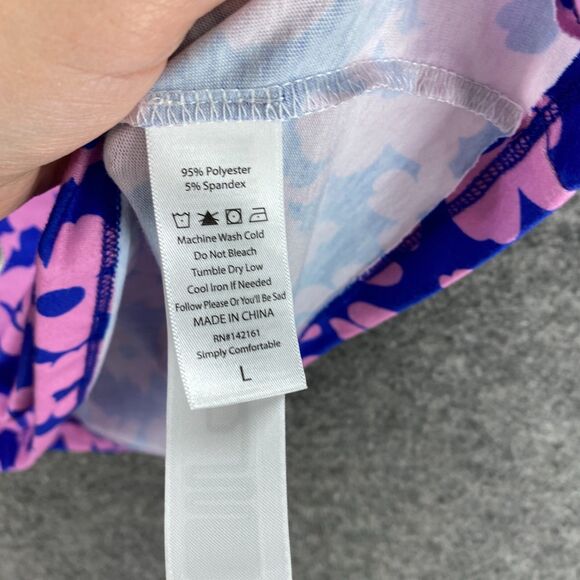 95% Polyester
5% Spandex
Machine Wash Cold
Do Not Bleach
Tumble Dry Low
Cool Iron If Needed
Follow Please Or You'll Be Sad
MADE IN CHINA
RN#142161
Simply Comfortable
L